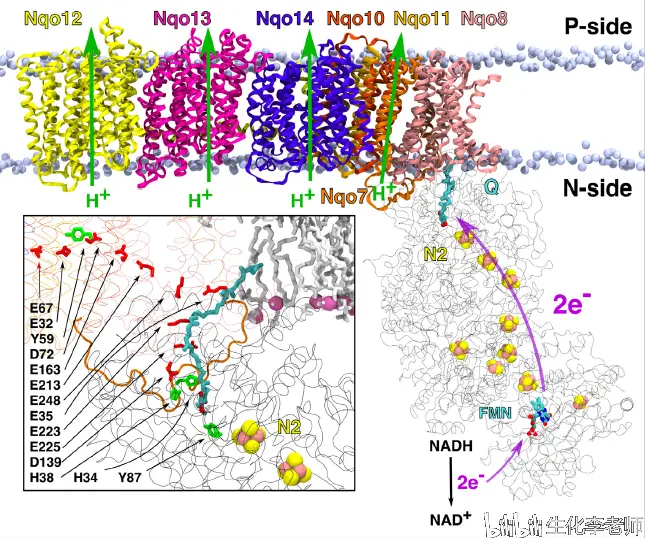 Nqo12 Nqo13 Nqo14 Nqo10 Nqo11 Nqo8
P-side
H+ H+ H+ Nqo7 H+
N-side
Q
N2
2e-
E67
E32
Y59
D72
E163
E213
E248
E35
E223
E225
D139
H38 H34 Y87
N2
FMN
NADH
2e-
NAD+
bilibili 生化李老师